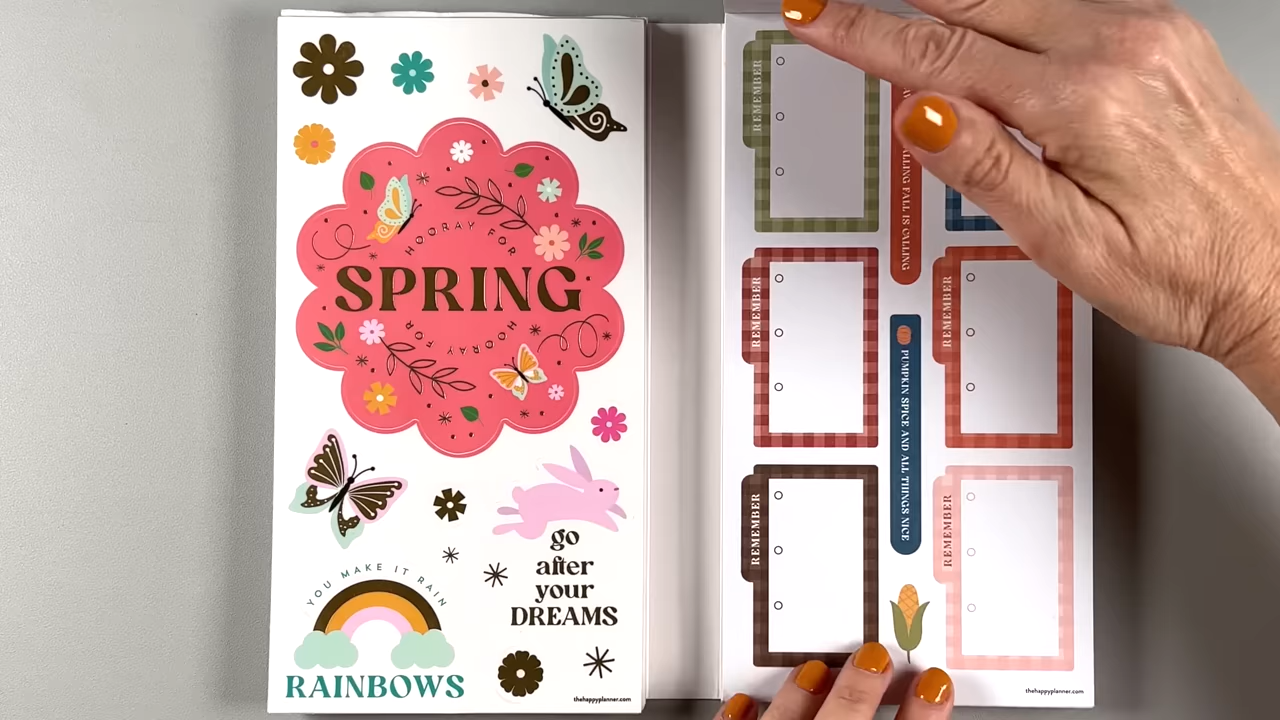 HOORAY FOR
SPRING
HOORAY FOR
go
after
your
DREAMS
YOU MAKE IT RAIN
RAINBOWS
thehappyplanner.com
REMEMBER
CALLING FALL IS CALLING
REMEMBER
REMEMBER
PUMPKIN SPICE AND ALL THINGS NICE
REMEMBER
REMEMBER
thehappyplanner.com